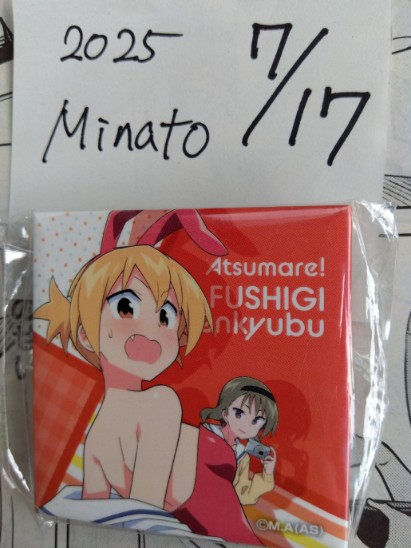 2025 7/17
Minato
Atsumare!
FUSHIGI
enkyubu
©M.A(AS)